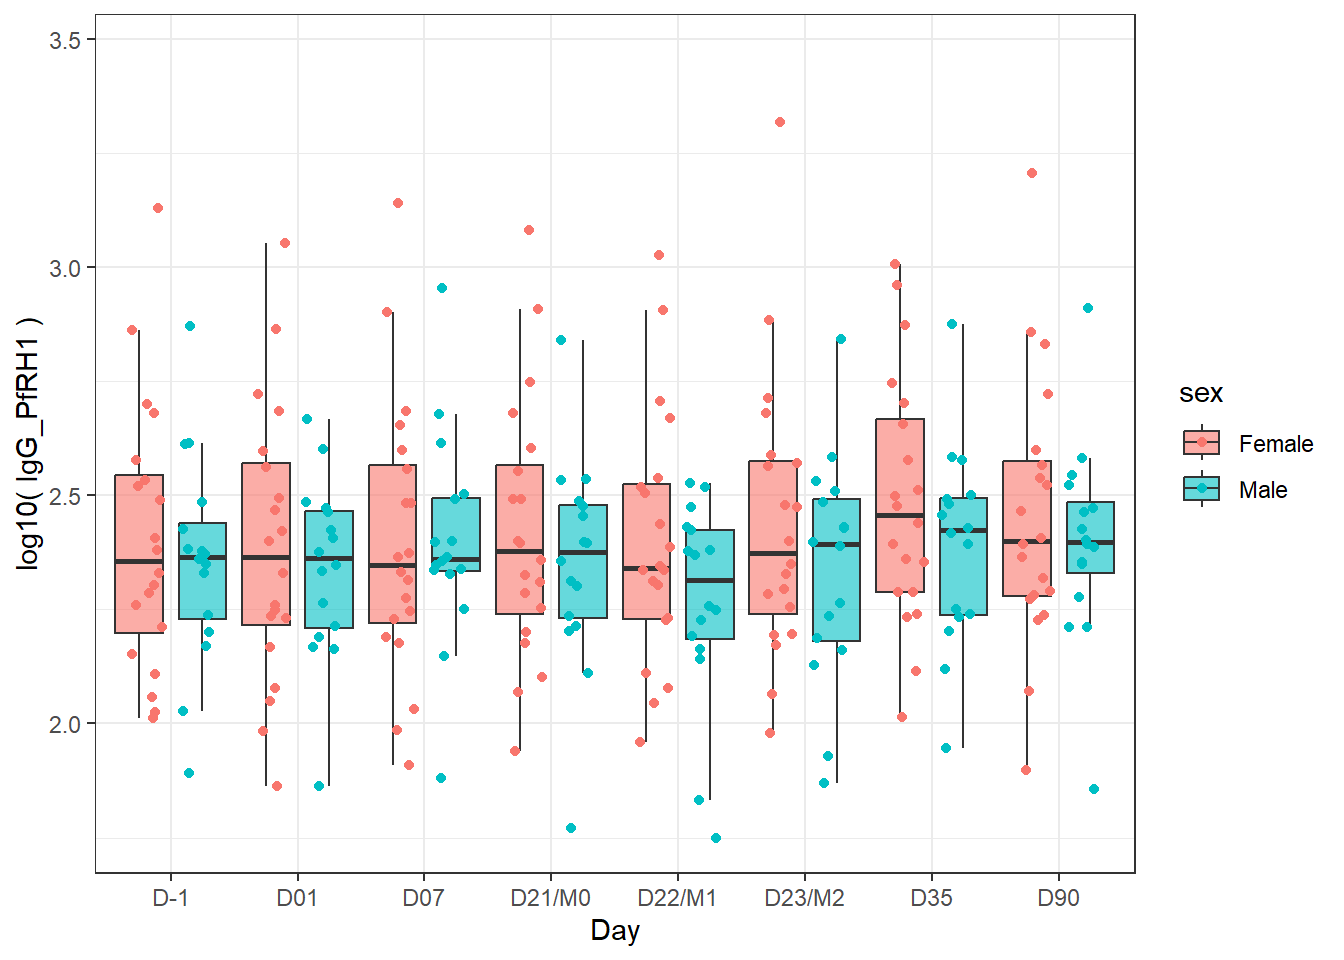 3.5
3.0
2.5
2.0
log10( IgG_PfRH1 )
D-1 D01 D07 D21/M0 D22/M1 D23/M2 D35 D90
Day
sex
Female
Male